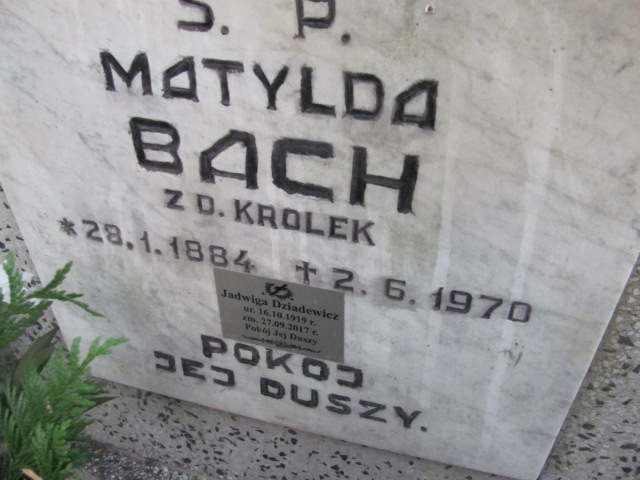 Ś. P.
MATYLDA
BACH
Z D. KROLEK
*28.1.1884 †2.6.1970
Jadwiga Dziadewicz
ur. 16.10.1919 r.
zm. 27.09.2017 r.
Pokój Jej Duszy
POKOJ
JEJ DUSZY.